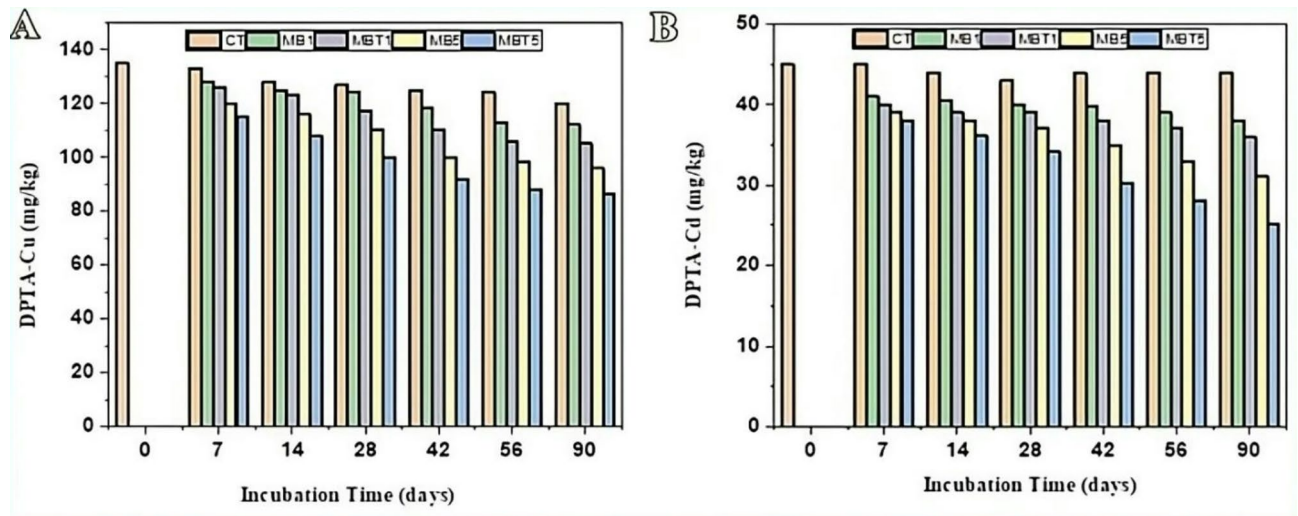 A
CT MB1 MBT1 MB5 MBT5
140
120
100
80
60
40
20
0
DPTA-Cu (mg/kg)
0 7 14 28 42 56 90
Incubation Time (days)
B
CT MB1 MBT1 MB5 MBT5
50
40
30
20
10
0
DPTA-Cd (mg/kg)
0 7 14 28 42 56 90
Incubation Time (days)